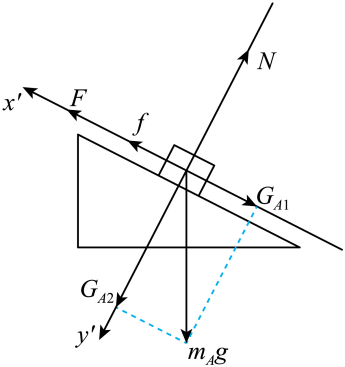 N
x′
F
f
G_{A1}
G_{A2}
y′
m_{A}g